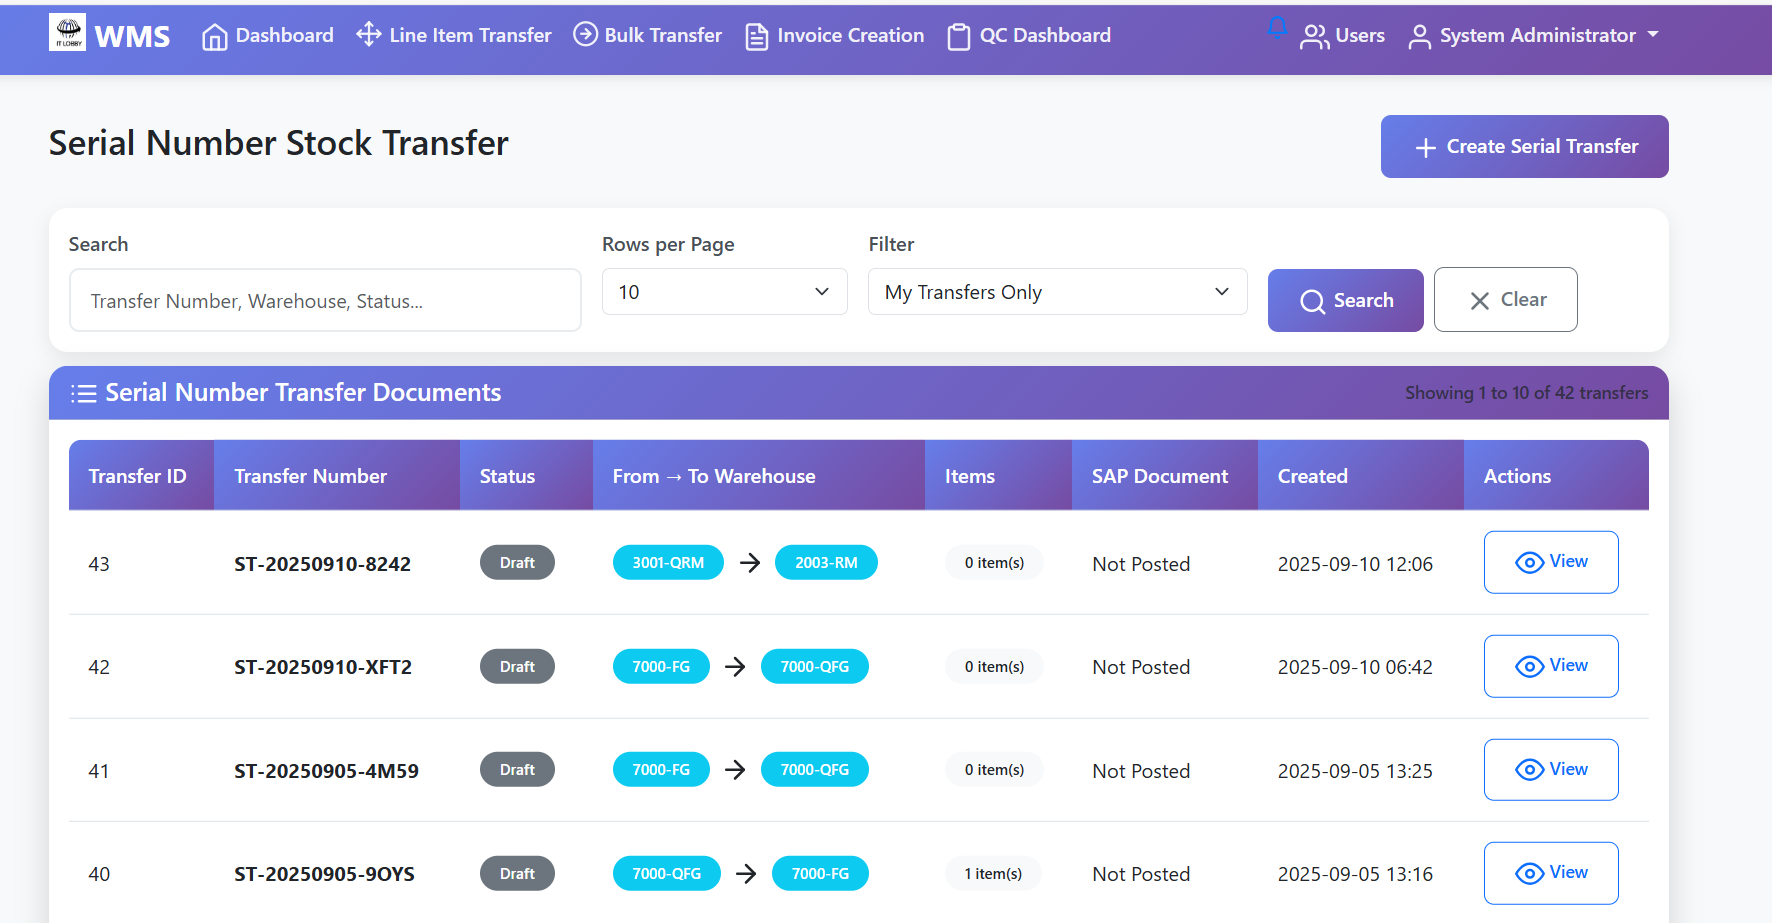 IT LOBBY WMS Dashboard Line Item Transfer Bulk Transfer Invoice Creation QC Dashboard Users System Administrator
Serial Number Stock Transfer
+ Create Serial Transfer
Search Rows per Page Filter
Transfer Number, Warehouse, Status... 10 My Transfers Only Search Clear
Serial Number Transfer Documents Showing 1 to 10 of 42 transfers
Transfer ID Transfer Number Status From → To Warehouse Items SAP Document Created Actions
43 ST-20250910-8242 Draft 3001-QRM → 2003-RM 0 item(s) Not Posted 2025-09-10 12:06 View
42 ST-20250910-XFT2 Draft 7000-FG → 7000-QFG 0 item(s) Not Posted 2025-09-10 06:42 View
41 ST-20250905-4M59 Draft 7000-FG → 7000-QFG 0 item(s) Not Posted 2025-09-05 13:25 View
40 ST-20250905-9OYS Draft 7000-QFG → 7000-FG 1 item(s) Not Posted 2025-09-05 13:16 View